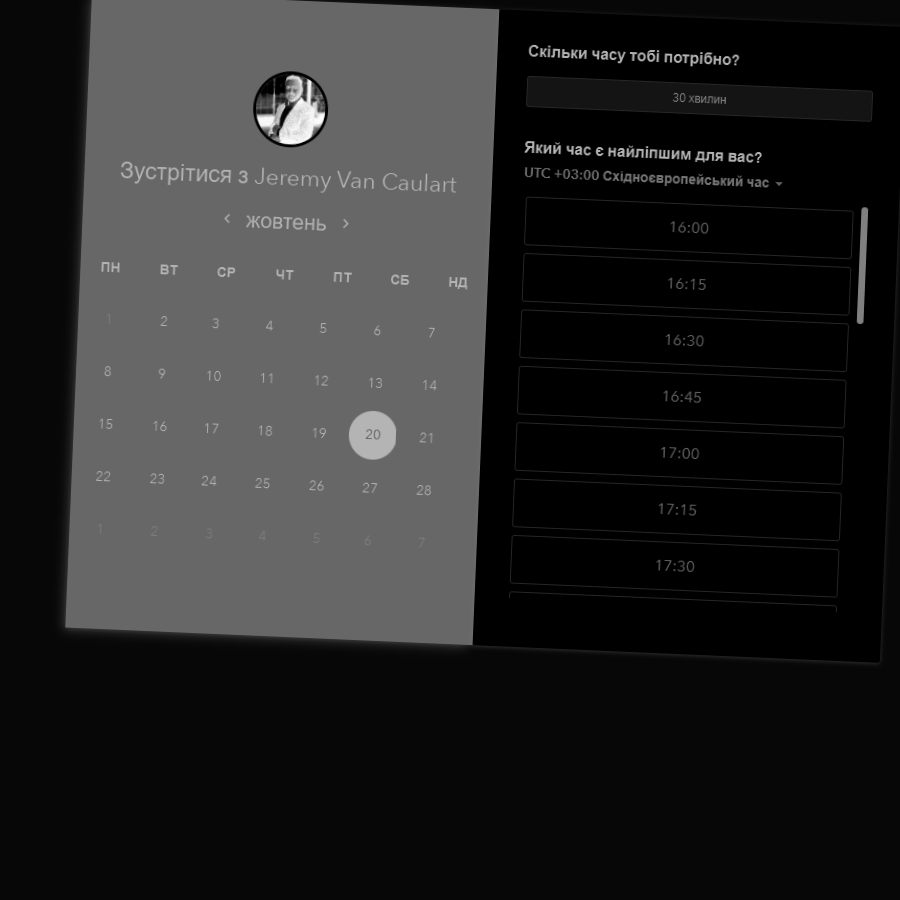 Зустрітися з Jeremy Van Caulart
‹ жовтень ›
ПН ВТ СР ЧТ ПТ СБ НД
1 2 3 4 5 6 7
8 9 10 11 12 13 14
15 16 17 18 19 20 21
22 23 24 25 26 27 28
1 2 3 4 5 6 7
Скільки часу тобі потрібно?
30 хвилин
Який час є найліпшим для вас?
UTC +03:00 Східноєвропейський час
16:00
16:15
16:30
16:45
17:00
17:15
17:30